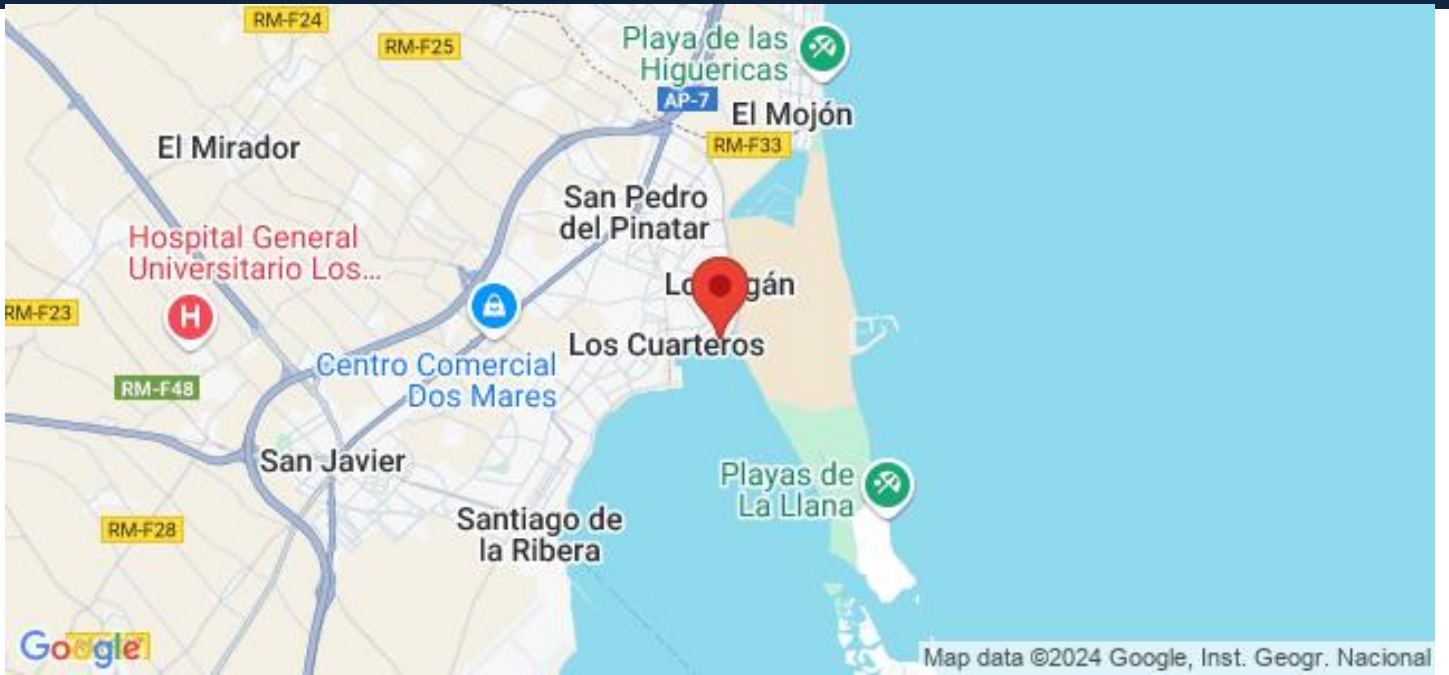 RM-F24
RM-F25
Playa de las
Higuericas
AP-7
El Mojón
RM-F33
El Mirador
San Pedro
del Pinatar
Hospital General
Universitario Los...
H
RM-F23
Los Cuarteros
Centro Comercial
Dos Mares
RM-F48
San Javier
Playas de
La Llana
RM-F28
Santiago de
la Ribera
Google
Map data ©2024 Google, Inst. Geogr. Nacional